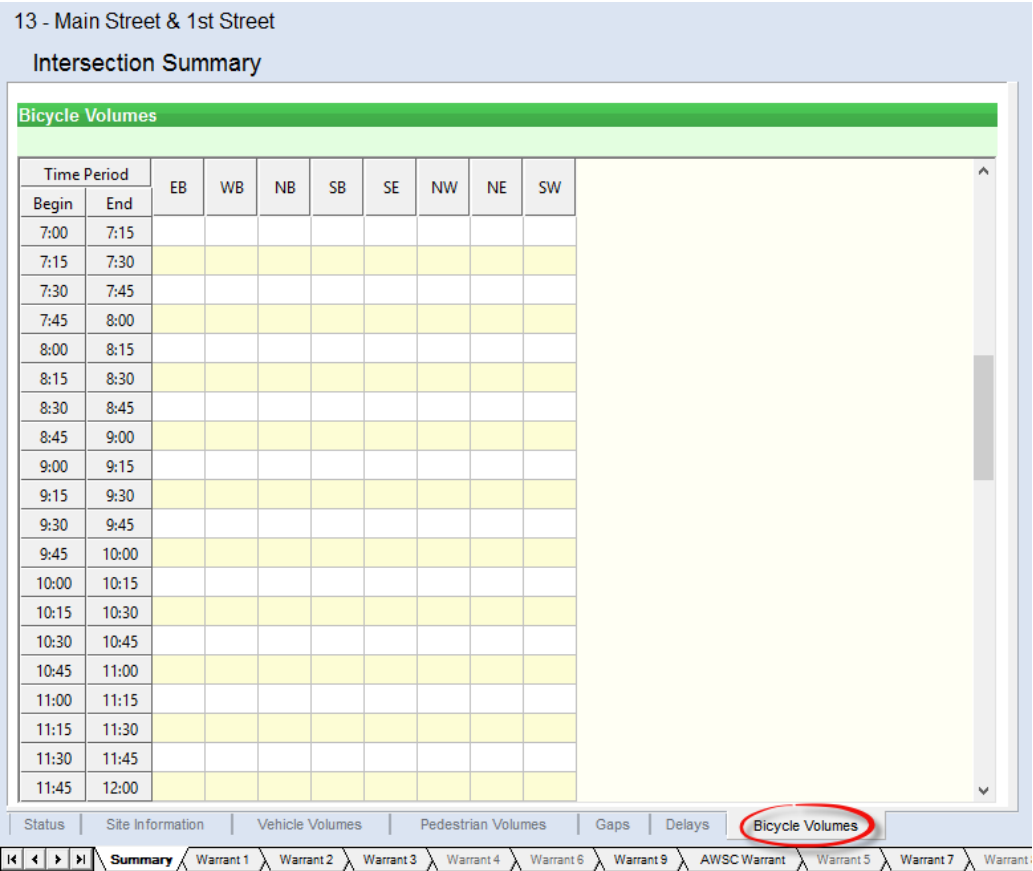 13 - Main Street & 1st Street
Intersection Summary
Bicycle Volumes
Time Period EB WB NB SB SE NW NE SW
Begin End
7:00 7:15
7:15 7:30
7:30 7:45
7:45 8:00
8:00 8:15
8:15 8:30
8:30 8:45
8:45 9:00
9:00 9:15
9:15 9:30
9:30 9:45
9:45 10:00
10:00 10:15
10:15 10:30
10:30 10:45
10:45 11:00
11:00 11:15
11:15 11:30
11:30 11:45
11:45 12:00
Status Site Information Vehicle Volumes Pedestrian Volumes Gaps Delays Bicycle Volumes
Summary Warrant 1 Warrant 2 Warrant 3 Warrant 4 Warrant 6 Warrant 9 AWSC Warrant Warrant 5 Warrant 7 Warrant